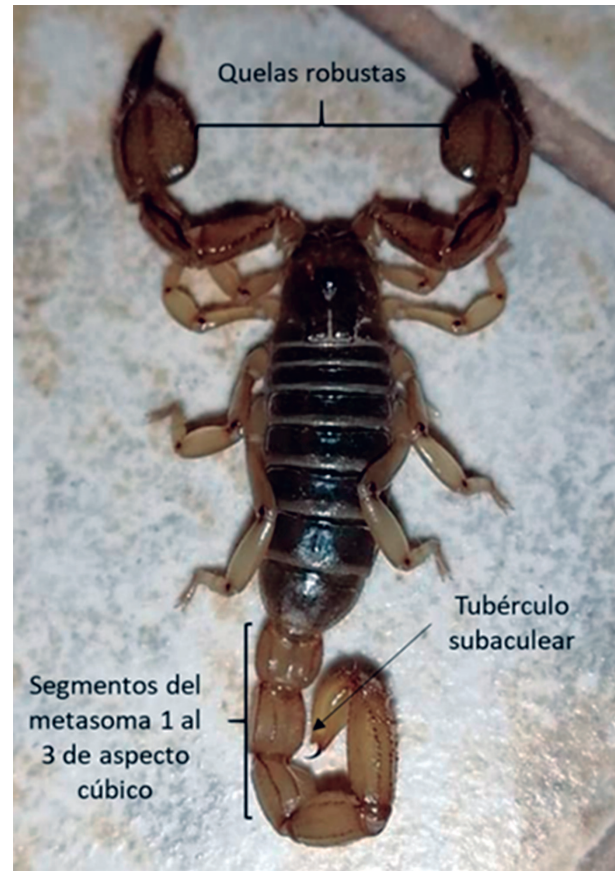 Quelas robustas
Tubérculo
subaculear
Segmentos del
metasoma 1 al
3 de aspecto
cúbico